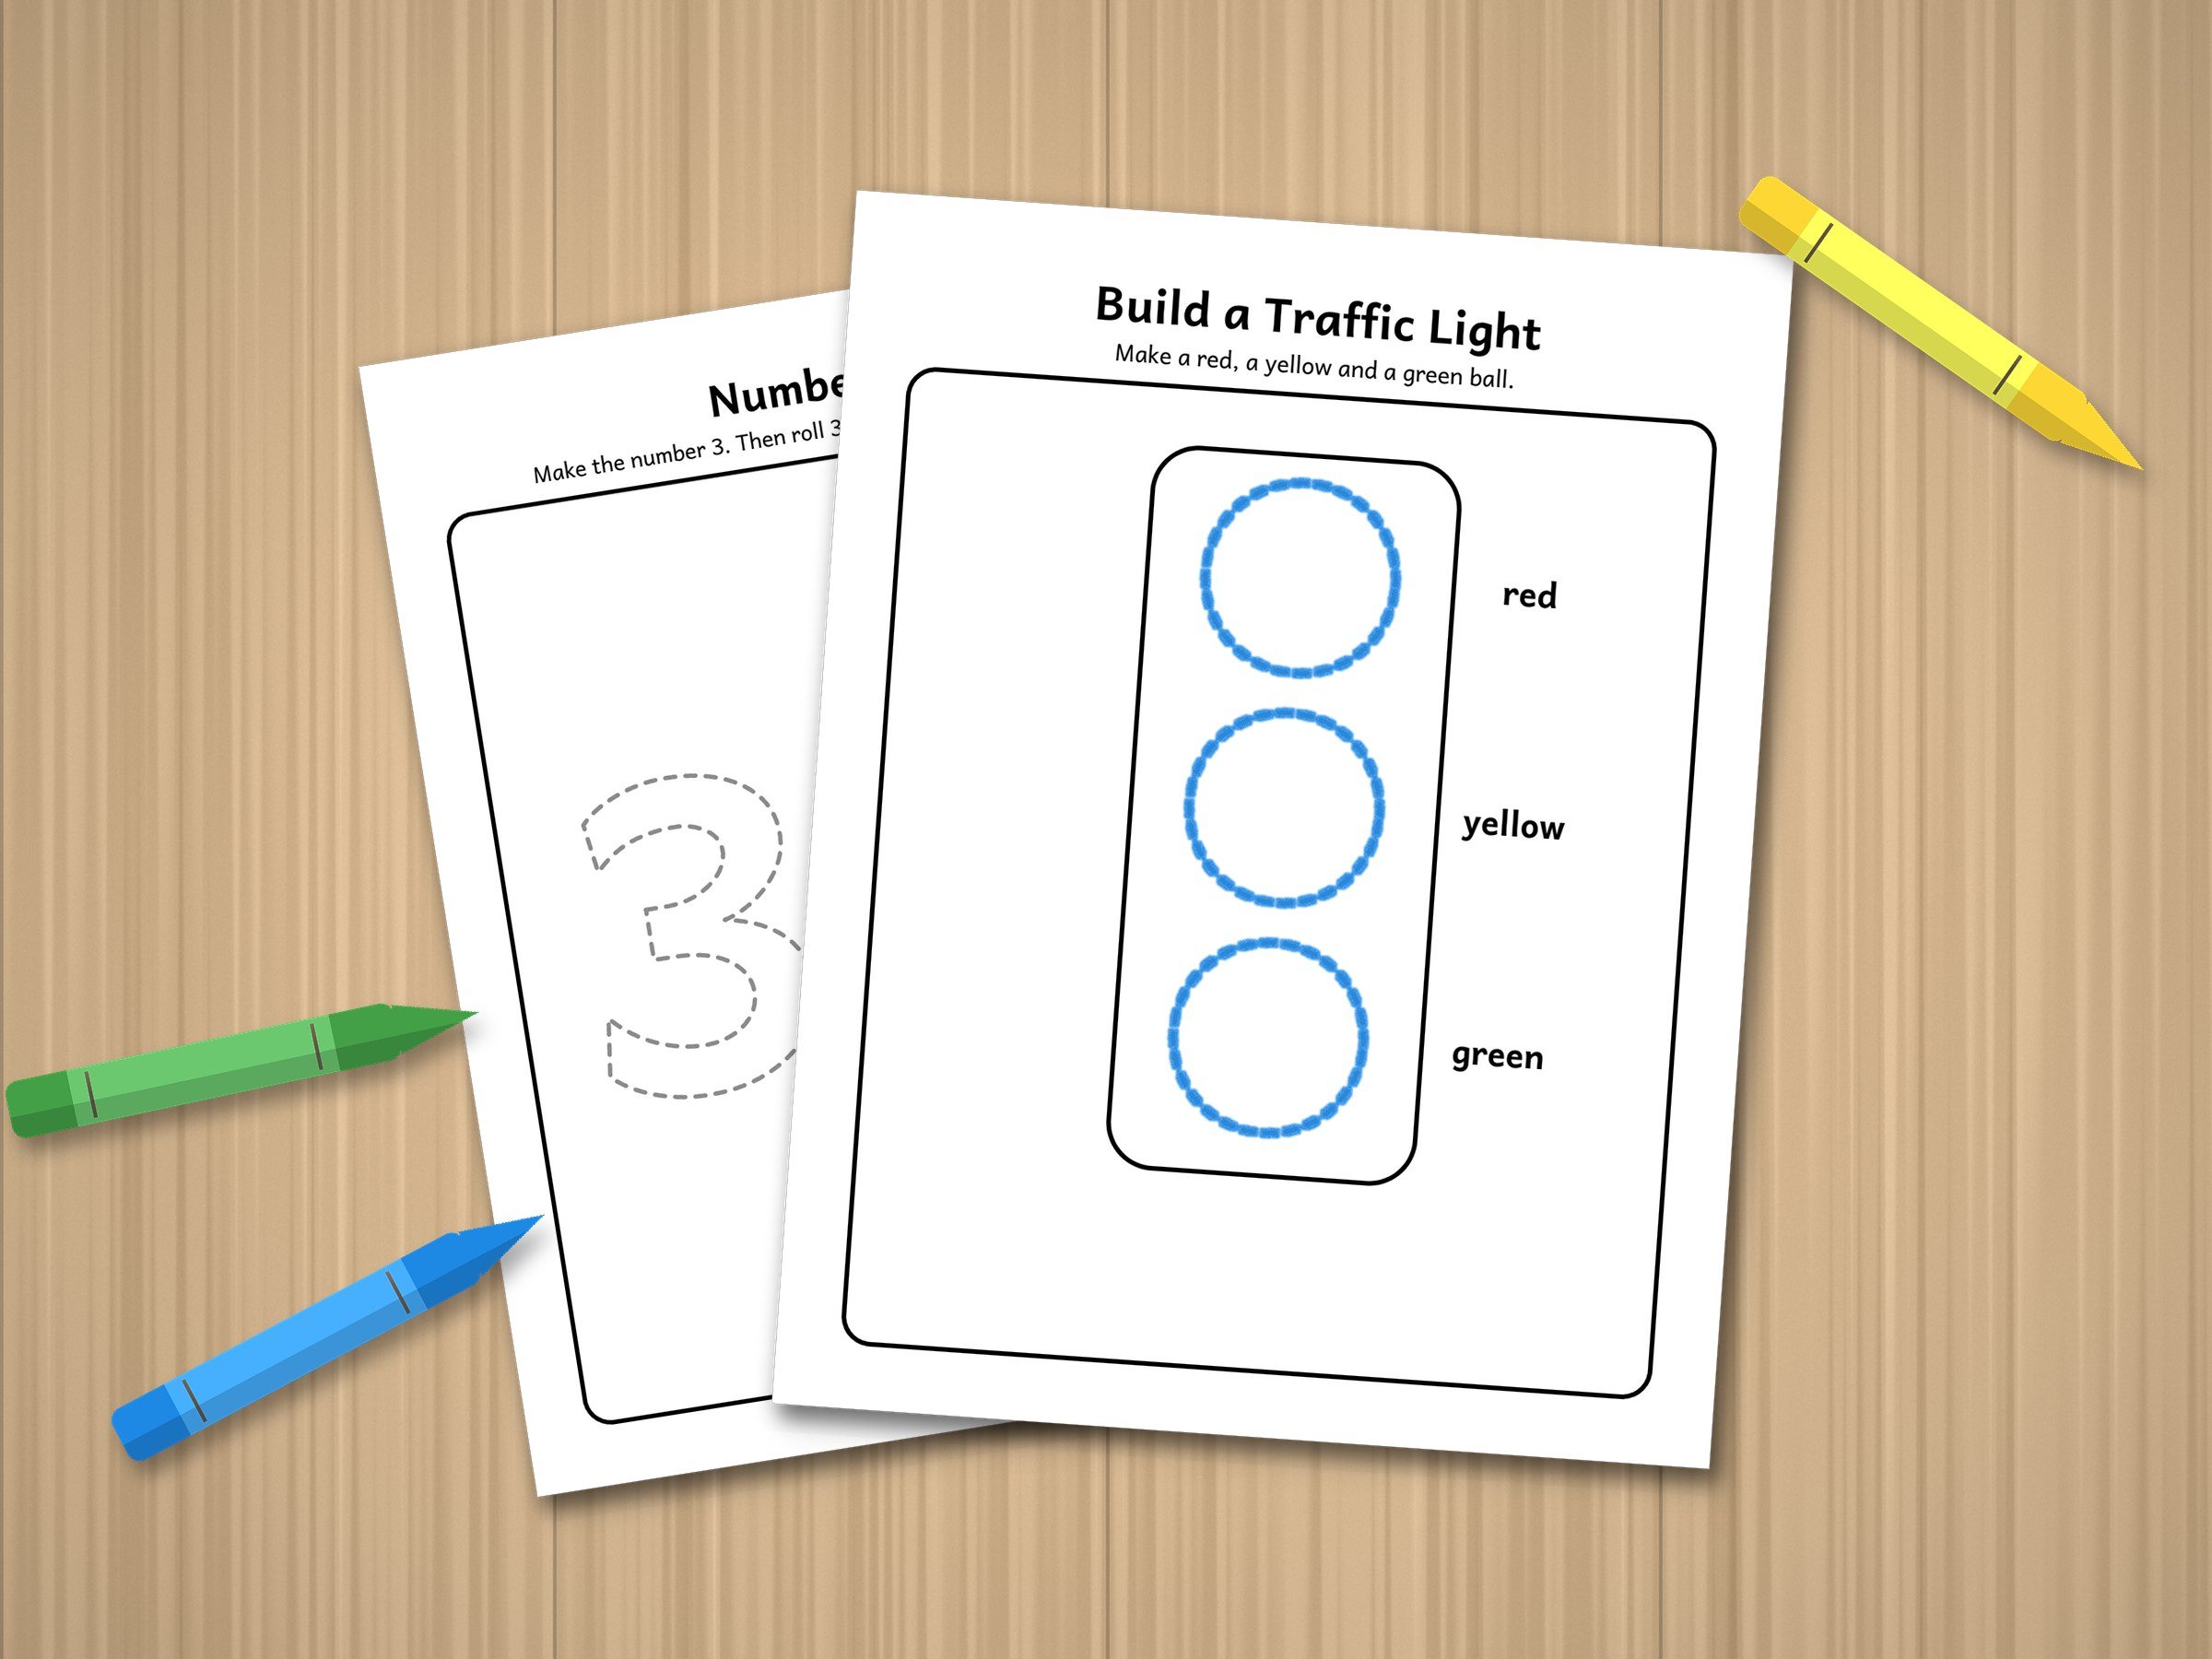 Build a Traffic Light
Make a red, a yellow and a green ball.
red
yellow
green
Make the number 3. Then roll 3
3